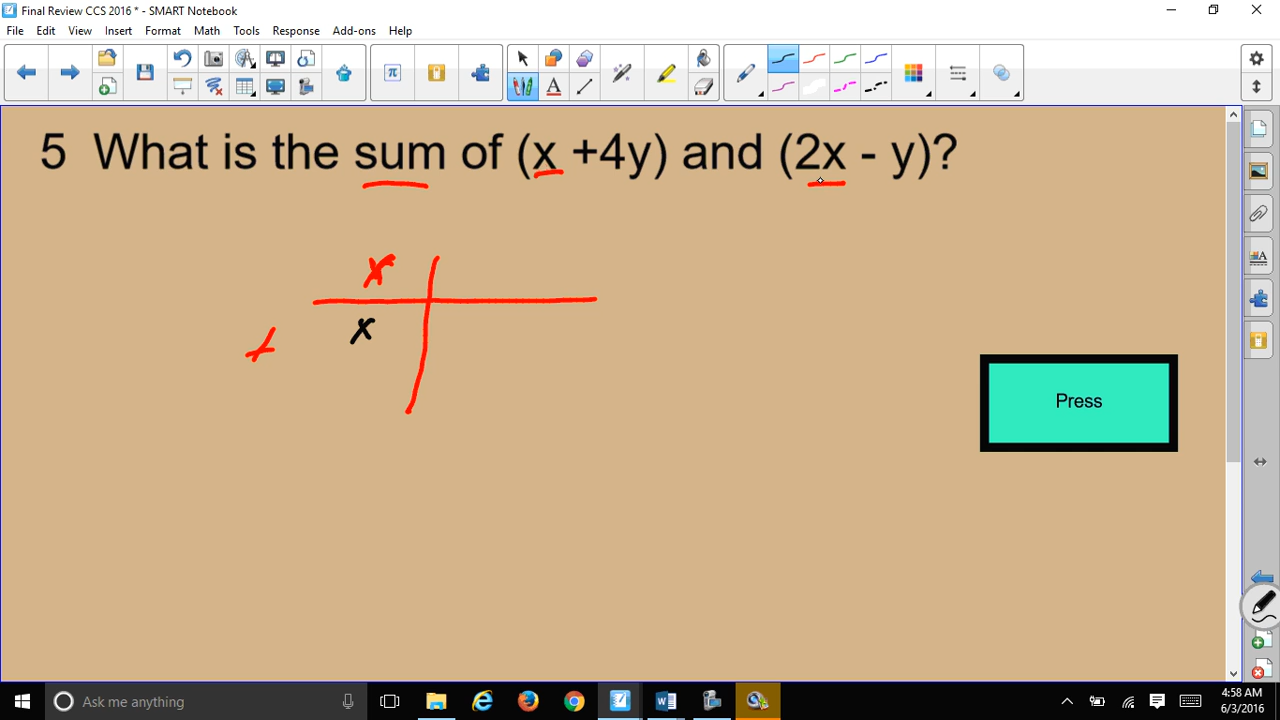 Final Review CCS 2016 * - SMART Notebook
File Edit View Insert Format Math Tools Response Add-ons Help
5 What is the sum of (x +4y) and (2x - y)?
x
x
+
Press
Ask me anything
4:58 AM
6/3/2016